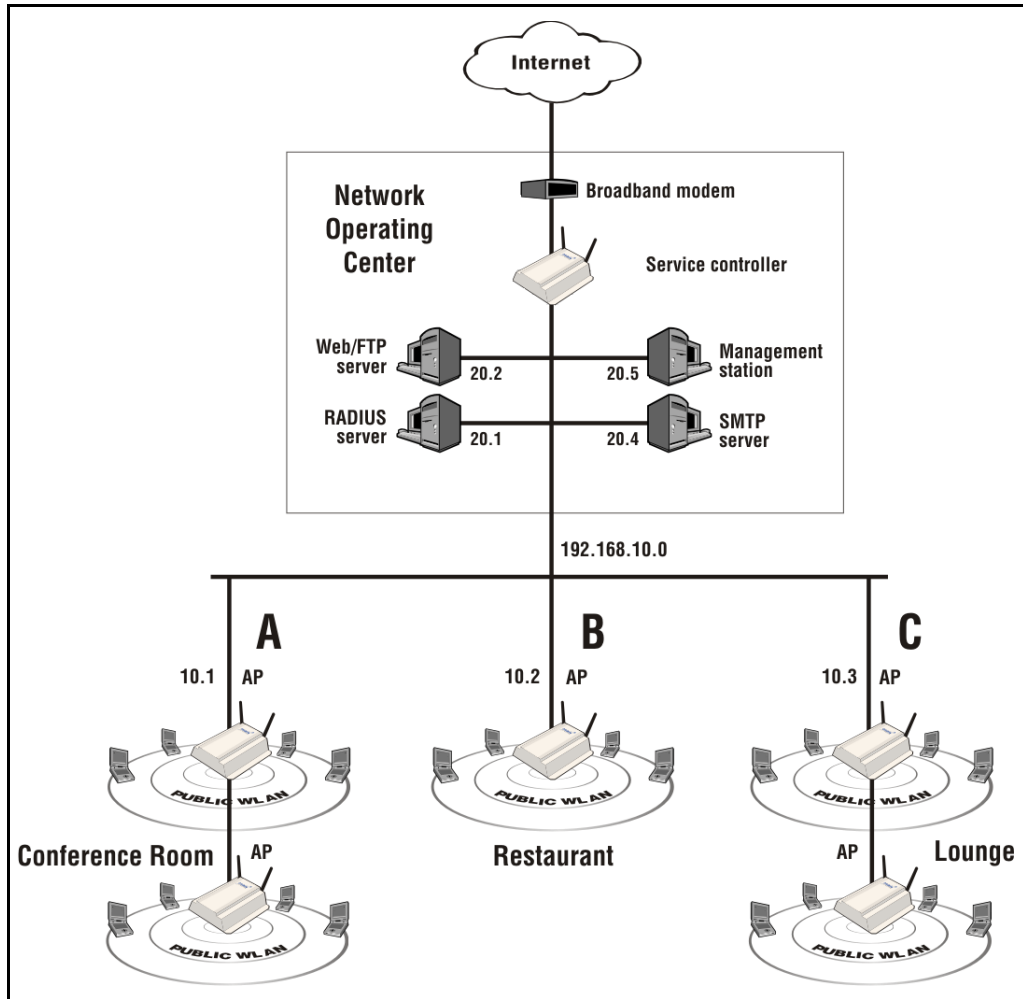 Internet
Network
Operating
Center
Broadband modem
Service controller
Web/FTP
server
20.2
20.5
Management
station
RADIUS
server
20.1
20.4
SMTP
server
192.168.10.0
A
B
C
10.1
AP
10.2
AP
10.3
AP
PUBLIC WLAN
PUBLIC WLAN
PUBLIC WLAN
Conference Room
AP
Restaurant
AP
Lounge
PUBLIC WLAN
PUBLIC WLAN